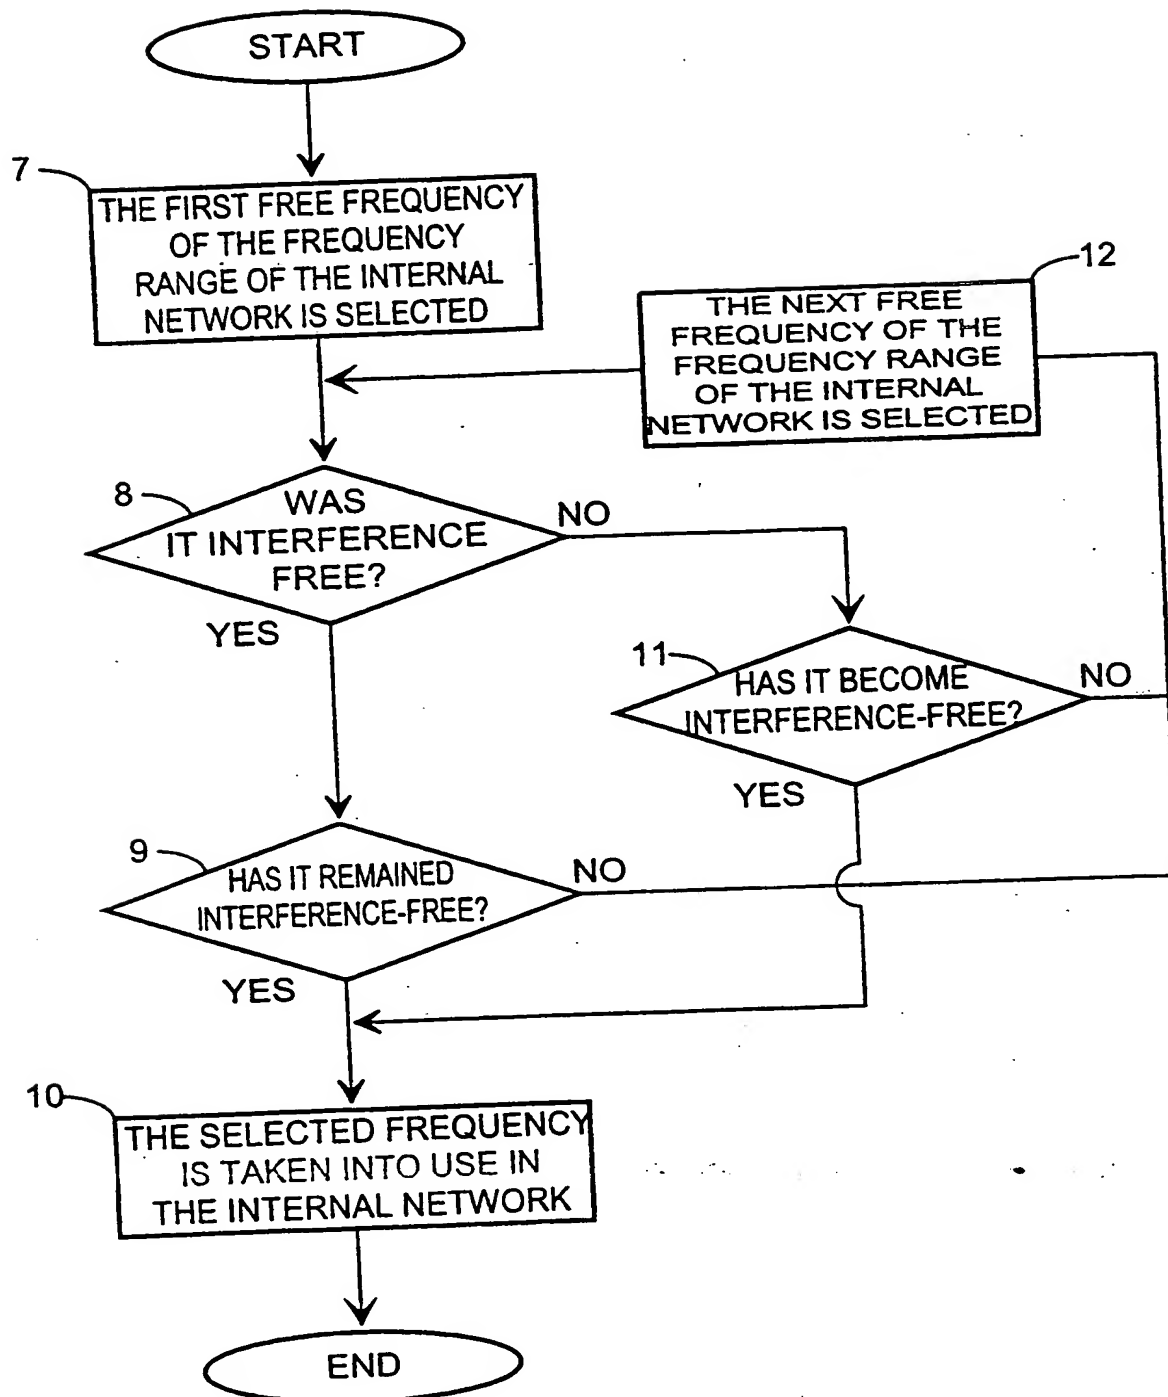 START
7
THE FIRST FREE FREQUENCY
OF THE FREQUENCY
RANGE OF THE INTERNAL
NETWORK IS SELECTED
12
THE NEXT FREE
FREQUENCY OF THE
FREQUENCY RANGE
OF THE INTERNAL
NETWORK IS SELECTED
8
WAS
IT INTERFERENCE
FREE?
NO
YES
11
HAS IT BECOME
INTERFERENCE-FREE?
NO
YES
9
HAS IT REMAINED
INTERFERENCE-FREE?
NO
YES
10
THE SELECTED FREQUENCY
IS TAKEN INTO USE IN
THE INTERNAL NETWORK
END